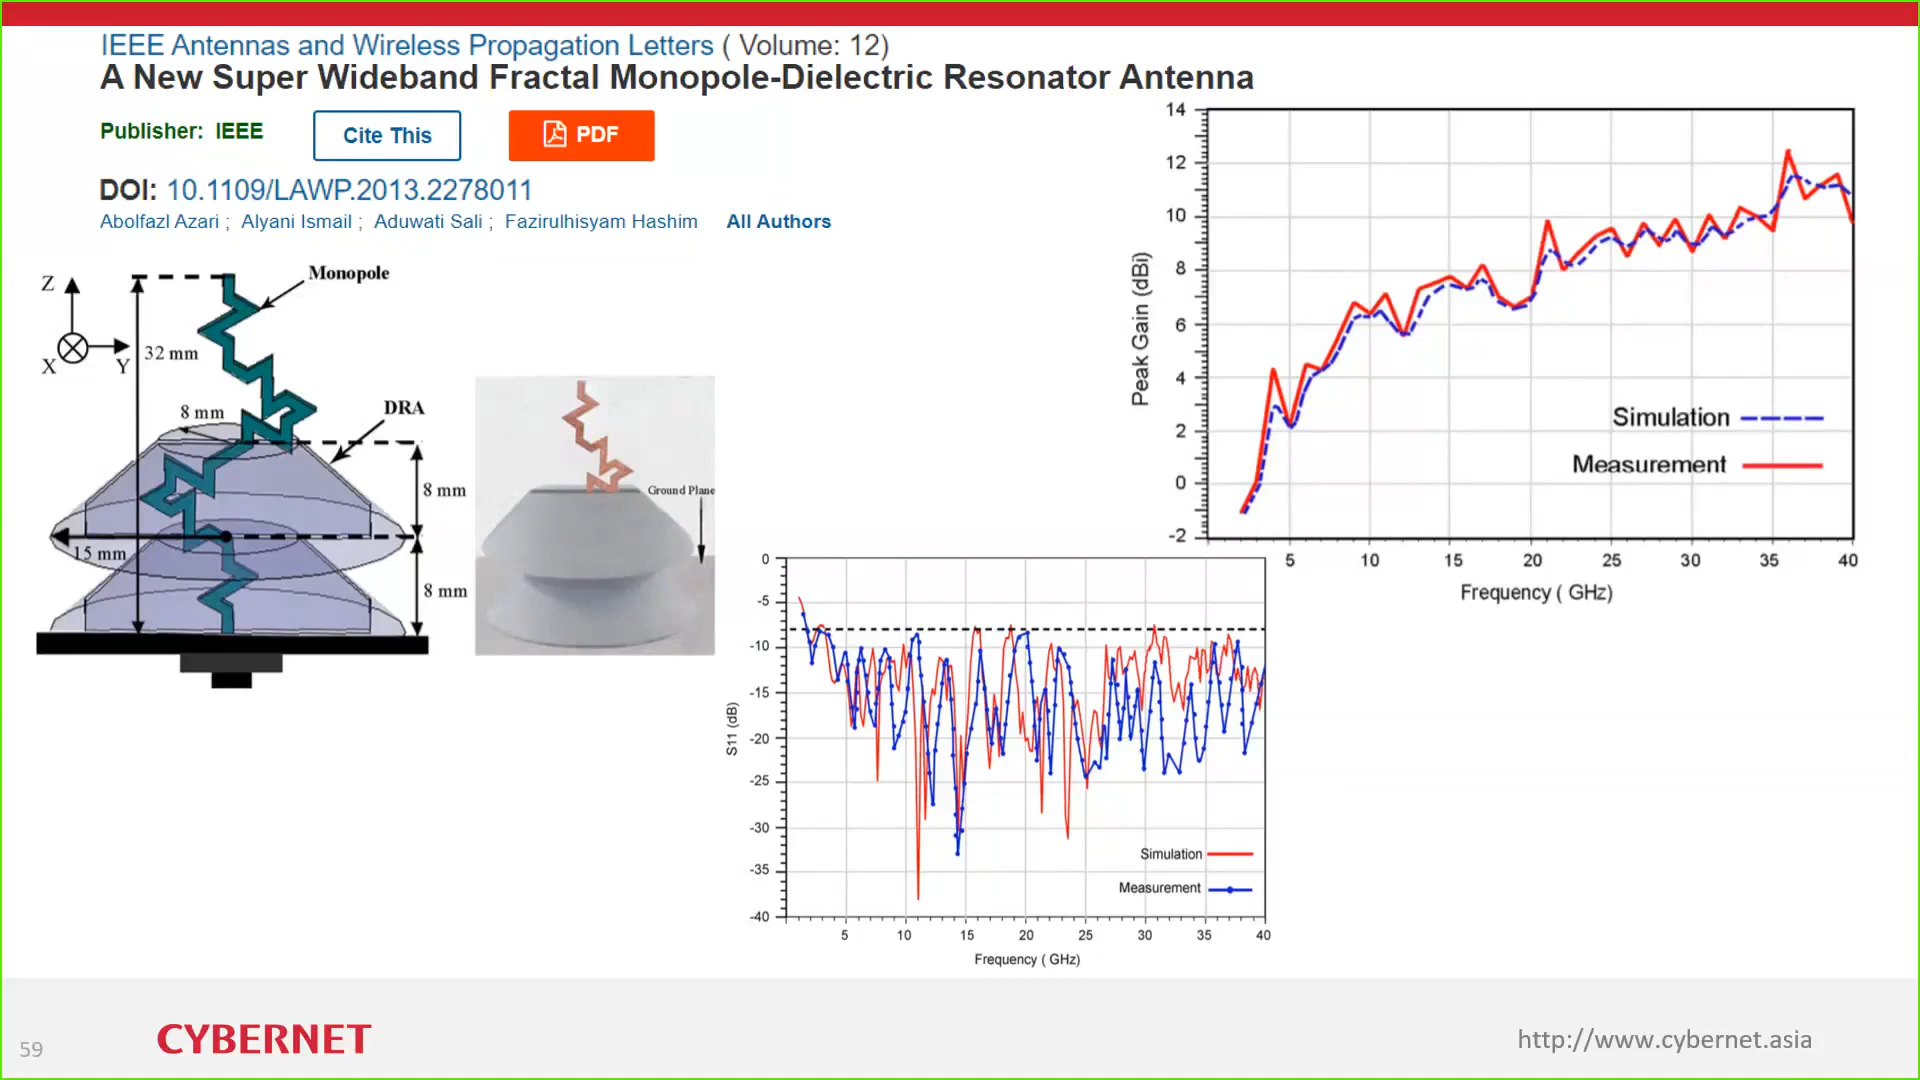 IEEE Antennas and Wireless Propagation Letters ( Volume: 12)
A New Super Wideband Fractal Monopole-Dielectric Resonator Antenna
Publisher: IEEE
Cite This
PDF
DOI: 10.1109/LAWP.2013.2278011
Abolfazl Azari ; Alyani Ismail ; Aduwati Sali ; Fazirulhisyam Hashim All Authors
Z
X
Y
Monopole
32 mm
8 mm
DRA
8 mm
15 mm
8 mm
Ground Plane
14
12
10
8
6
4
2
0
-2
Peak Gain (dBi)
Simulation
Measurement
5 10 15 20 25 30 35 40
Frequency ( GHz)
0
-5
-10
-15
-20
-25
-30
-35
-40
S11 (dB)
Simulation
Measurement
5 10 15 20 25 30 35 40
Frequency ( GHz)
59
CYBERNET
http://www.cybernet.asia